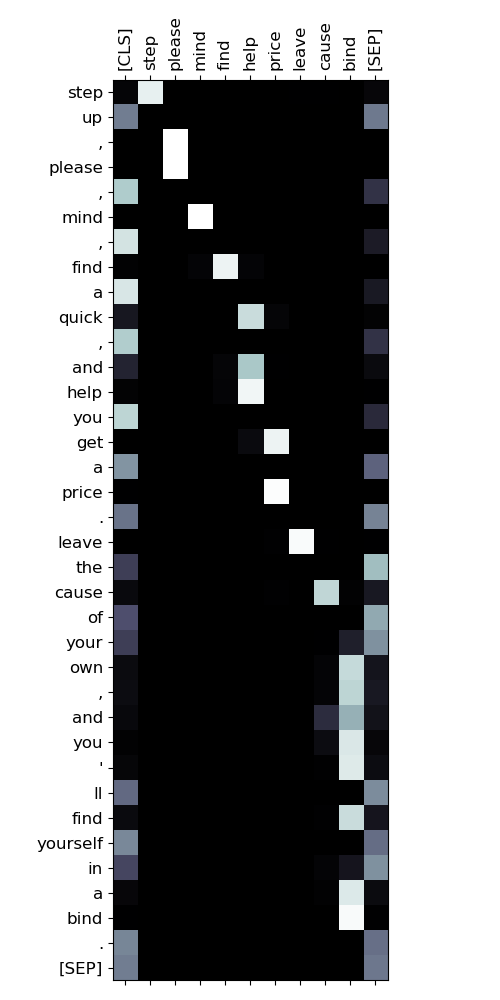 [CLS] step please mind find help price leave cause bind [SEP]
step
up
,
please
,
mind
,
find
a
quick
,
and
help
you
get
a
price
.
leave
the
cause
of
your
own
,
and
you
'
ll
find
yourself
in
a
bind
.
[SEP]